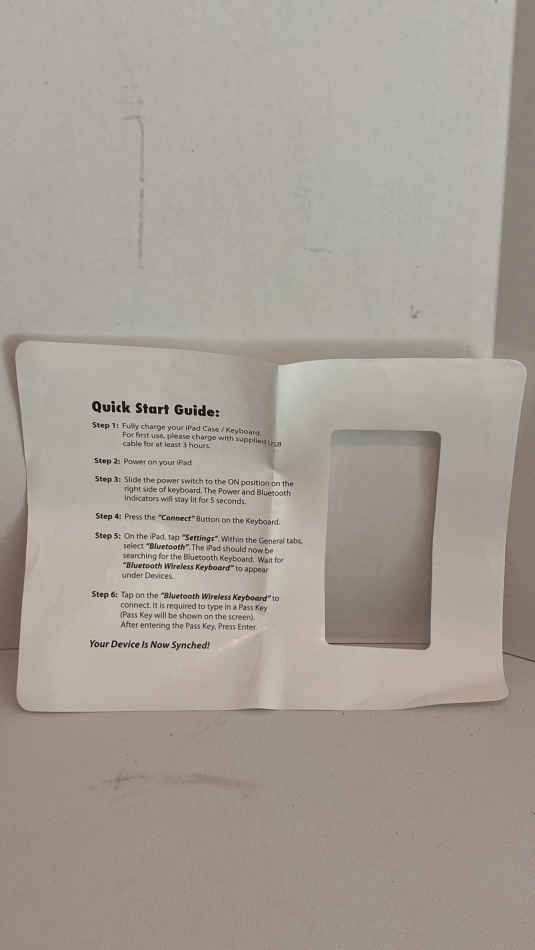 Quick Start Guide:
Step 1: Fully charge your iPad Case / Keyboard.
For first use, please charge with supplied USB
cable for at least 3 hours.
Step 2: Power on your iPad
Step 3: Slide the power switch to the ON position on the
right side of keyboard. The Power and Bluetooth
Indicators will stay lit for 5 seconds.
Step 4: Press the "Connect" Button on the Keyboard.
Step 5: On the iPad, tap "Settings". Within the General tabs,
select "Bluetooth". The iPad should now be
searching for the Bluetooth Keyboard. Wait for
"Bluetooth Wireless Keyboard" to appear
under Devices.
Step 6: Tap on the "Bluetooth Wireless Keyboard" to
connect. It is required to type in a Pass Key
(Pass Key will be shown on the screen).
After entering the Pass Key, Press Enter.
Your Device Is Now Synched!